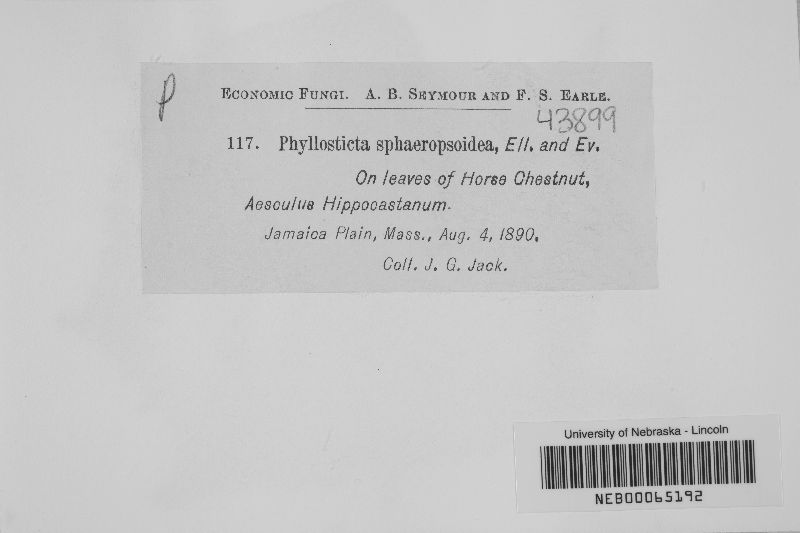 p
ECONOMIC FUNGI. A. B. SEYMOUR AND F. S. EARLE.
43899
117. Phyllosticta sphaeropsoidea, Ell. and Ev.
On leaves of Horse Chestnut,
Aesculus Hippocastanum.
Jamaica Plain, Mass., Aug. 4, 1890.
Coll. J. G. Jack.
University of Nebraska - Lincoln
NEB00065192